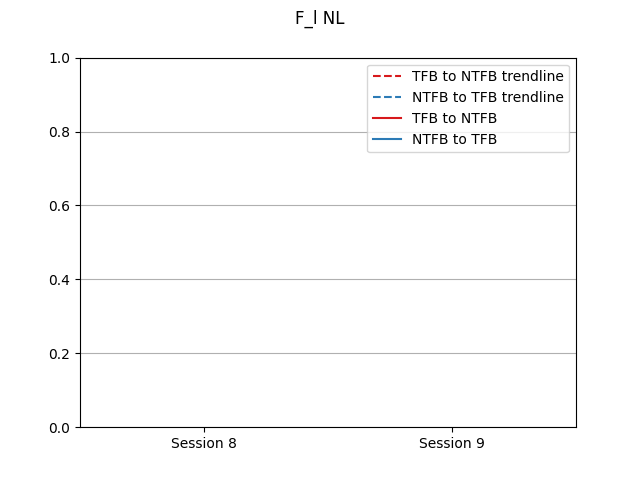 F_l NL
1.0
TFB to NTFB trendline
NTFB to TFB trendline
TFB to NTFB
NTFB to TFB
0.8
0.6
0.4
0.2
0.0
Session 8
Session 9